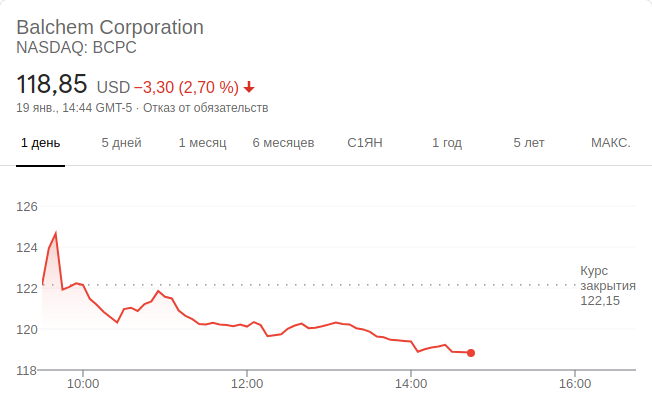 Balchem Corporation
NASDAQ: BCPC
118,85 USD −3,30 (2,70 %)
19 янв., 14:44 GMT-5 · Отказ от обязательств
1 день 5 дней 1 месяц 6 месяцев С1ЯН 1 год 5 лет МАКС.
126
124
122
120
118
Курс
закрытия
122,15
10:00 12:00 14:00 16:00